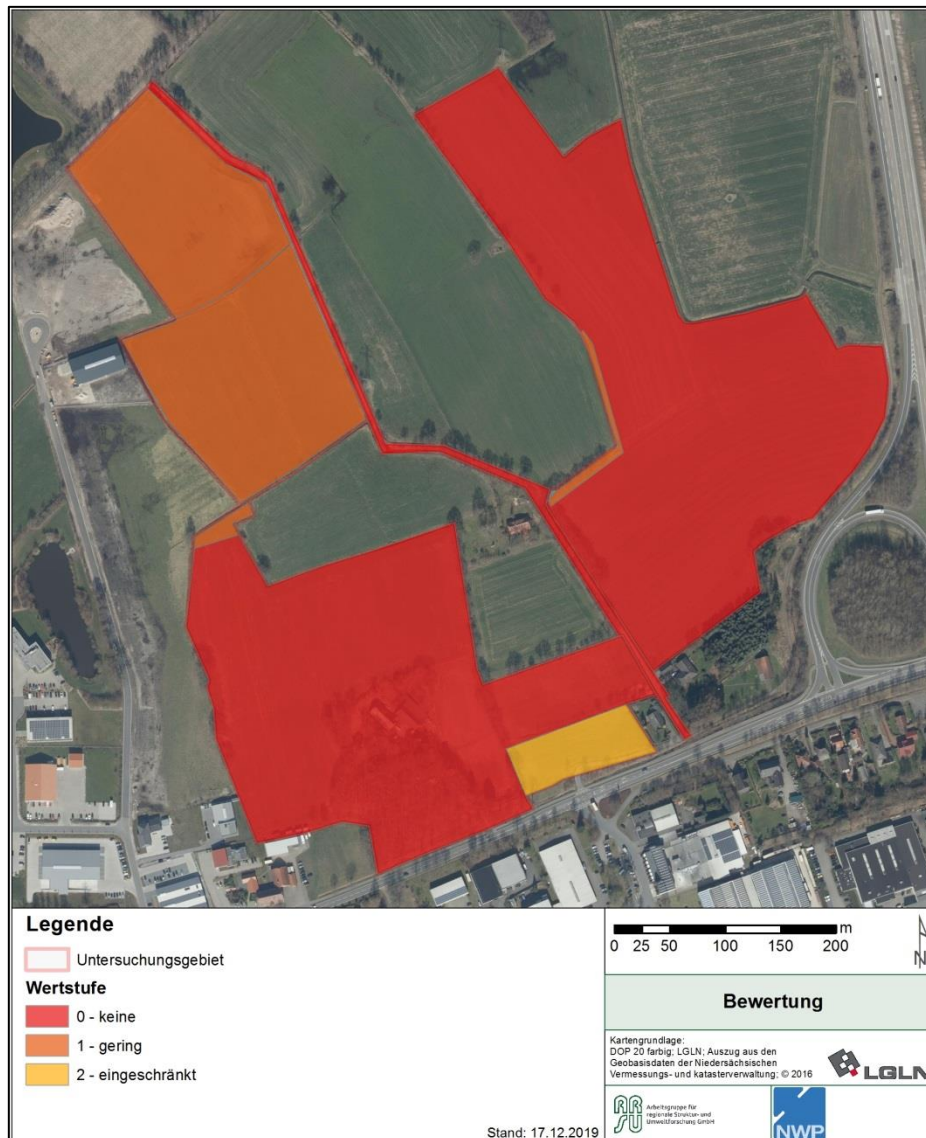 Legende
Untersuchungsgebiet
Wertstufe
0 - keine
1 - gering
2 - eingeschränkt
Stand: 17.12.2019
m
0 25 50 100 150 200
N
Bewertung
Kartengrundlage:
DOP 20 farbig; LGLN; Auszug aus den
Geobasisdaten der Niedersächsischen
Vermessungs- und katasterverwaltung; © 2016
LGLN
ARSU
Arbeitsgruppe für
regionale Struktur- und
Umweltforschung GmbH
NWP